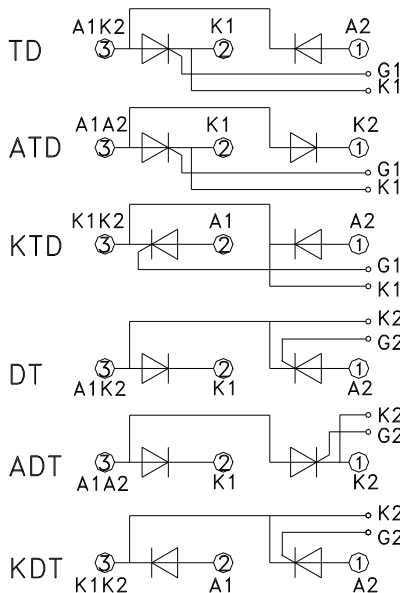 A1K2 K1 A2
TD 3 2 1
G1
K1
A1A2 K1 K2
ATD 3 2 1
G1
K1
K1K2 A1 A2
KTD 3 2 1
G1
K1
K2
G2
DT 3 2 1
A1K2 K1 A2
K2
G2
ADT 3 2 1
A1A2 K1 K2
K2
G2
KDT 3 2 1
K1K2 A1 A2